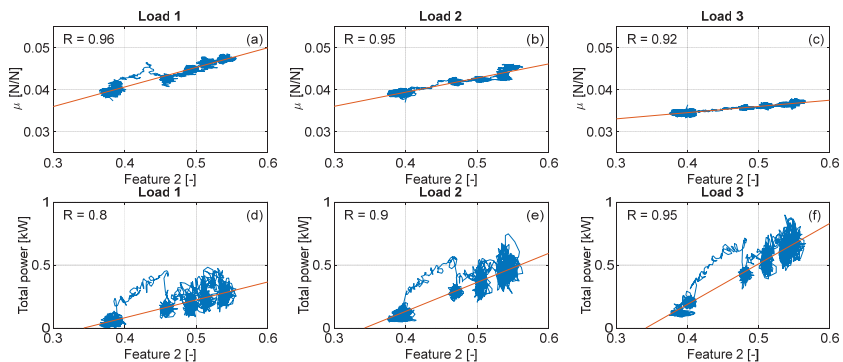 Load 1
Load 2
Load 3
R = 0.96
(a)
R = 0.95
(b)
R = 0.92
(c)
μ [N/N]
μ [N/N]
μ [N/N]
0.05
0.04
0.03
0.05
0.04
0.03
0.05
0.04
0.03
0.3 0.4 0.5 0.6
0.3 0.4 0.5 0.6
0.3 0.4 0.5 0.6
Feature 2 [-]
Feature 2 [-]
Feature 2 [-]
Load 1
Load 2
Load 3
R = 0.8
(d)
R = 0.9
(e)
R = 0.95
(f)
Total power [kW]
Total power [kW]
Total power [kW]
1
0.5
0
1
0.5
0
1
0.5
0
0.3 0.4 0.5 0.6
0.3 0.4 0.5 0.6
0.3 0.4 0.5 0.6
Feature 2 [-]
Feature 2 [-]
Feature 2 [-]